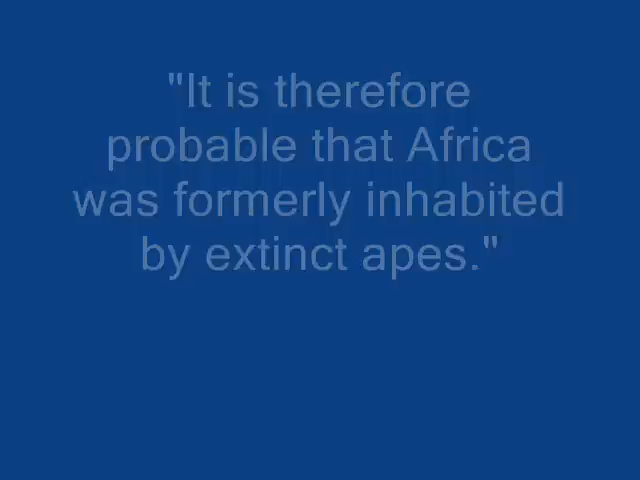 "It is therefore
probable that Africa
was formerly inhabited
by extinct apes."